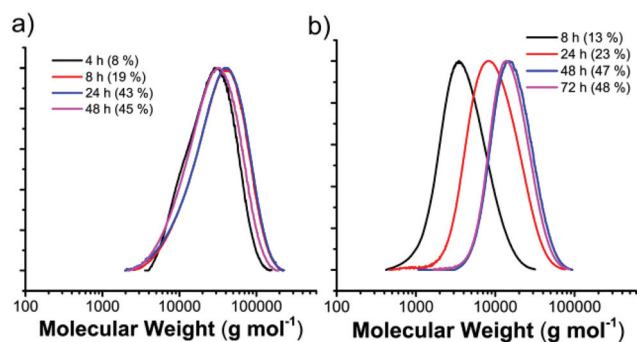 a)
4 h (8 %)
8 h (19 %)
24 h (43 %)
48 h (45 %)
100 1000 10000 100000
Molecular Weight (g mol⁻¹)
b)
8 h (13 %)
24 h (23 %)
48 h (47 %)
72 h (48 %)
100 1000 10000 100000
Molecular Weight (g mol⁻¹)